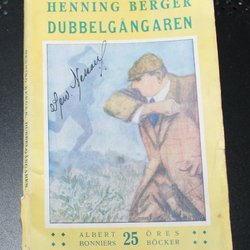 HENNING BERGER
DUBBELGÅNGAREN
ALBERT 25 ÖRES
BONNIERS BÖCKER